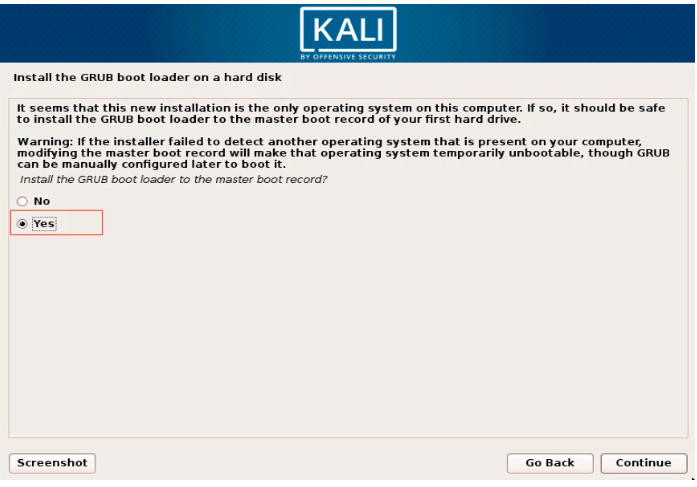 KALI
BY OFFENSIVE SECURITY
Install the GRUB boot loader on a hard disk
It seems that this new installation is the only operating system on this computer. If so, it should be safe
to install the GRUB boot loader to the master boot record of your first hard drive.
Warning: If the installer failed to detect another operating system that is present on your computer,
modifying the master boot record will make that operating system temporarily unbootable, though GRUB
can be manually configured later to boot it.
Install the GRUB boot loader to the master boot record?
No
Yes
Screenshot
Go Back
Continue